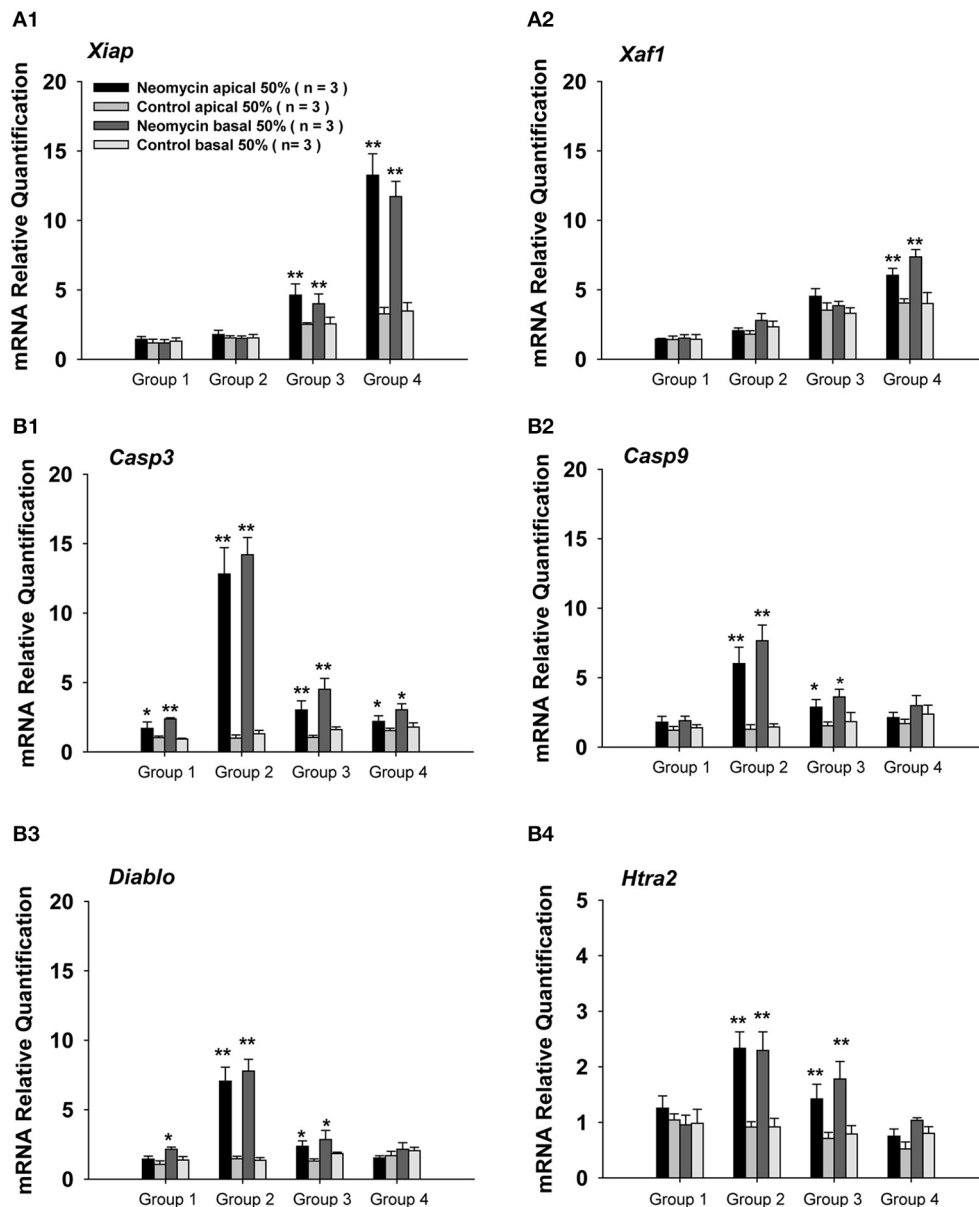 A1
Xiap
mRNA Relative Quantification
20
15
10
5
0
Neomycin apical 50% ( n = 3 )
Control apical 50% ( n = 3 )
Neomycin basal 50% ( n = 3 )
Control basal 50% ( n= 3 )
** **
** **
Group 1 Group 2 Group 3 Group 4
A2
Xaf1
mRNA Relative Quantification
20
15
10
5
0
** **
Group 1 Group 2 Group 3 Group 4
B1
Casp3
mRNA Relative Quantification
20
15
10
5
0
* ** ** ** ** ** * *
Group 1 Group 2 Group 3 Group 4
B2
Casp9
mRNA Relative Quantification
20
15
10
5
0
** ** * *
Group 1 Group 2 Group 3 Group 4
B3
Diablo
mRNA Relative Quantification
20
15
10
5
0
* ** ** * *
Group 1 Group 2 Group 3 Group 4
B4
Htra2
mRNA Relative Quantification
5
4
3
2
1
0
** ** ** **
Group 1 Group 2 Group 3 Group 4